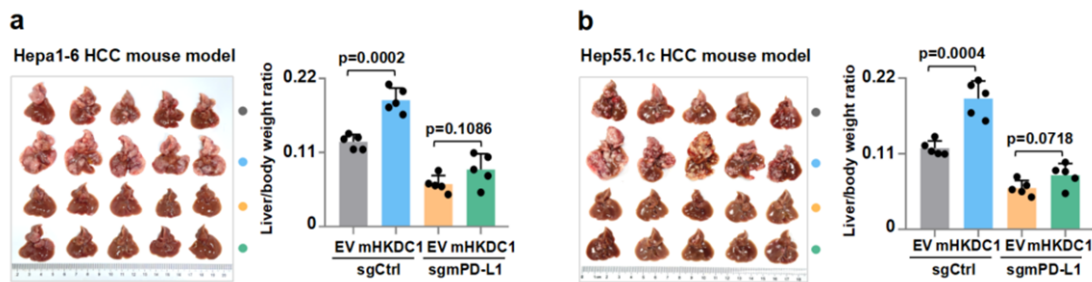 a
Hepa1-6 HCC mouse model
Liver/body weight ratio
0.22
0.11
0
p=0.0002
p=0.1086
EV mHKDC1 EV mHKDC1
sgCtrl sgmPD-L1
b
Hep55.1c HCC mouse model
Liver/body weight ratio
0.22
0.11
0
p=0.0004
p=0.0718
EV mHKDC1 EV mHKDC1
sgCtrl sgmPD-L1